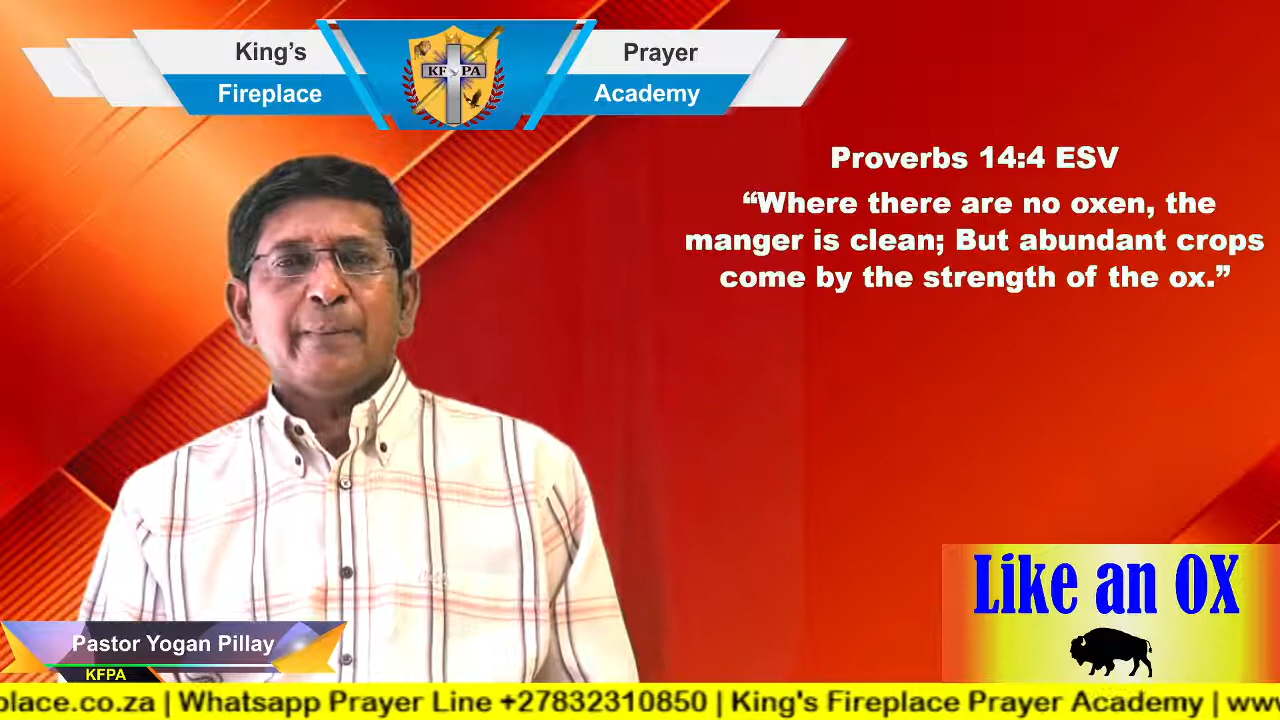 King's Prayer
Fireplace Academy
KF PA
Proverbs 14:4 ESV
“Where there are no oxen, the
manger is clean; But abundant crops
come by the strength of the ox.”
Like an OX
Pastor Yogan Pillay
KFPA
place.co.za | Whatsapp Prayer Line +27832310850 | King's Fireplace Prayer Academy | www